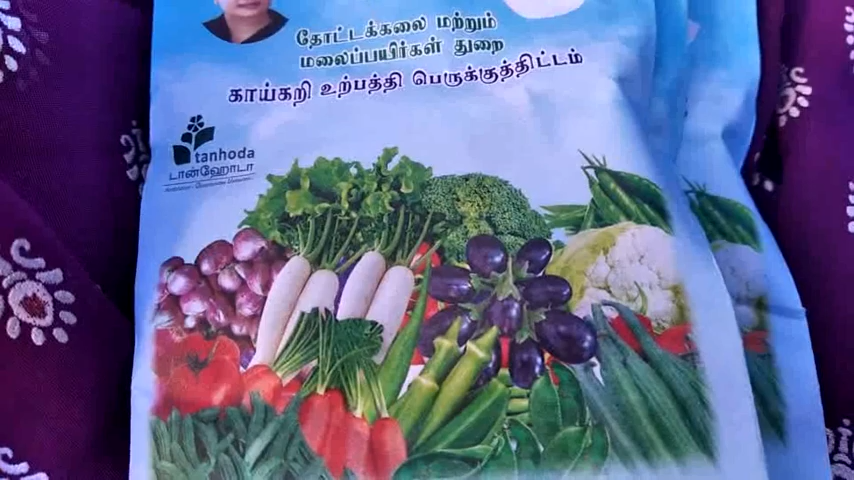 தோட்டக்கலை மற்றும்
மலைப்பயிர்கள் துறை
காய்கறி உற்பத்தி பெருக்குத்திட்டம்
tanhoda
டான்ஹோடா